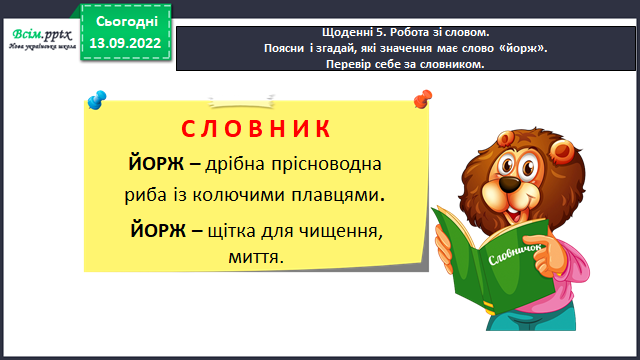 Всім.pptx
Нова українська школа
Сьогодні
13.09.2022
Щоденні 5. Робота зі словом.
Поясни і згадай, які значення має слово «йорж».
Перевір себе за словником.
СЛОВНИК
ЙОРЖ – дрібна прісноводна
риба із колючими плавцями.
ЙОРЖ – щітка для чищення,
миття.
Словничок